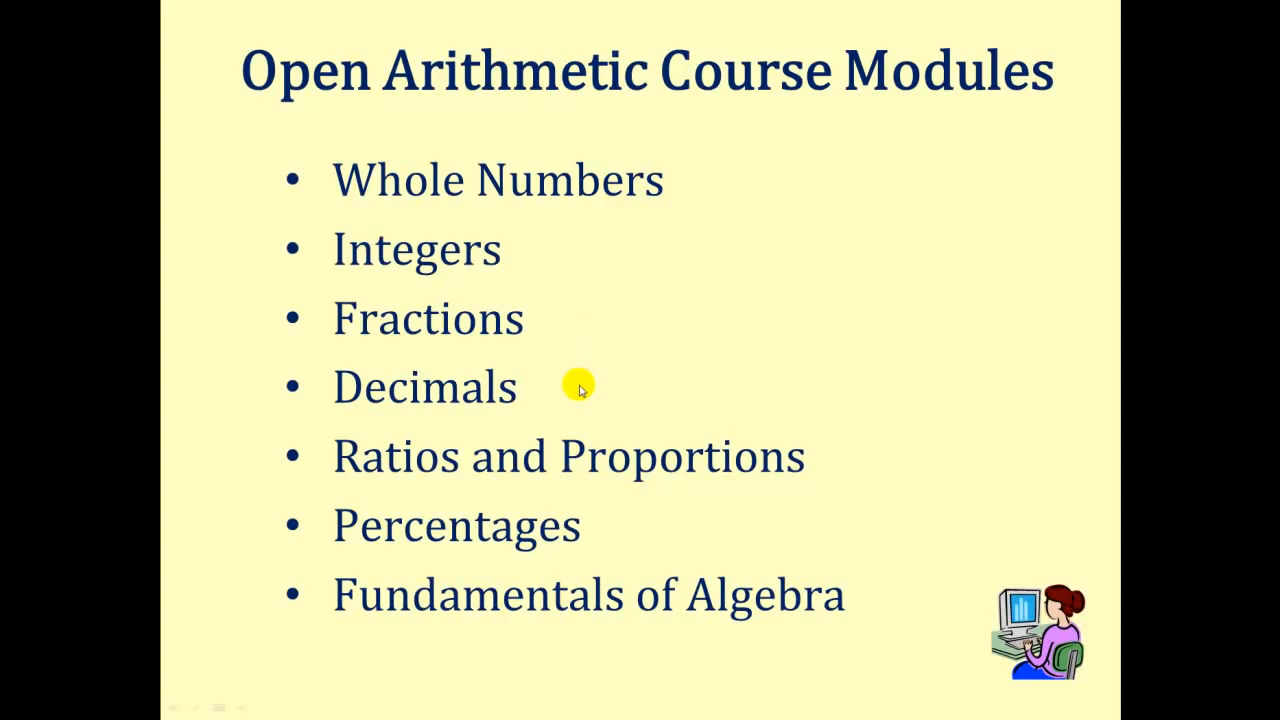 Open Arithmetic Course Modules
• Whole Numbers
• Integers
• Fractions
• Decimals
• Ratios and Proportions
• Percentages
• Fundamentals of Algebra